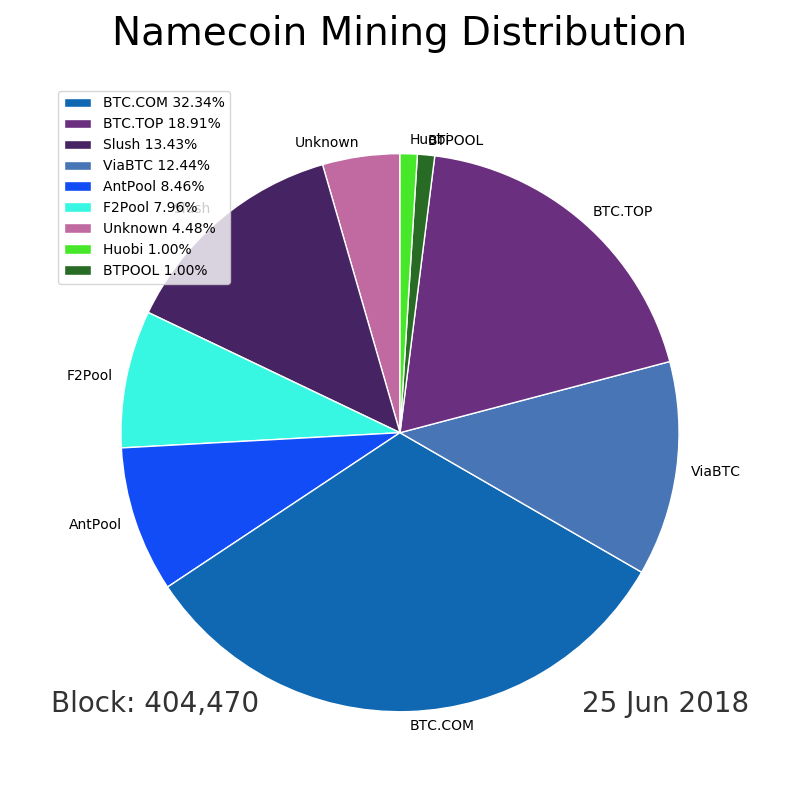 Namecoin Mining Distribution
BTC.COM 32.34%
BTC.TOP 18.91%
Slush 13.43%
ViaBTC 12.44%
AntPool 8.46%
F2Pool 7.96%
Unknown 4.48%
Huobi 1.00%
BTPOOL 1.00%
Unknown
Huobi
BTPOOL
Slush
BTC.TOP
F2Pool
ViaBTC
AntPool
BTC.COM
Block: 404,470
25 Jun 2018